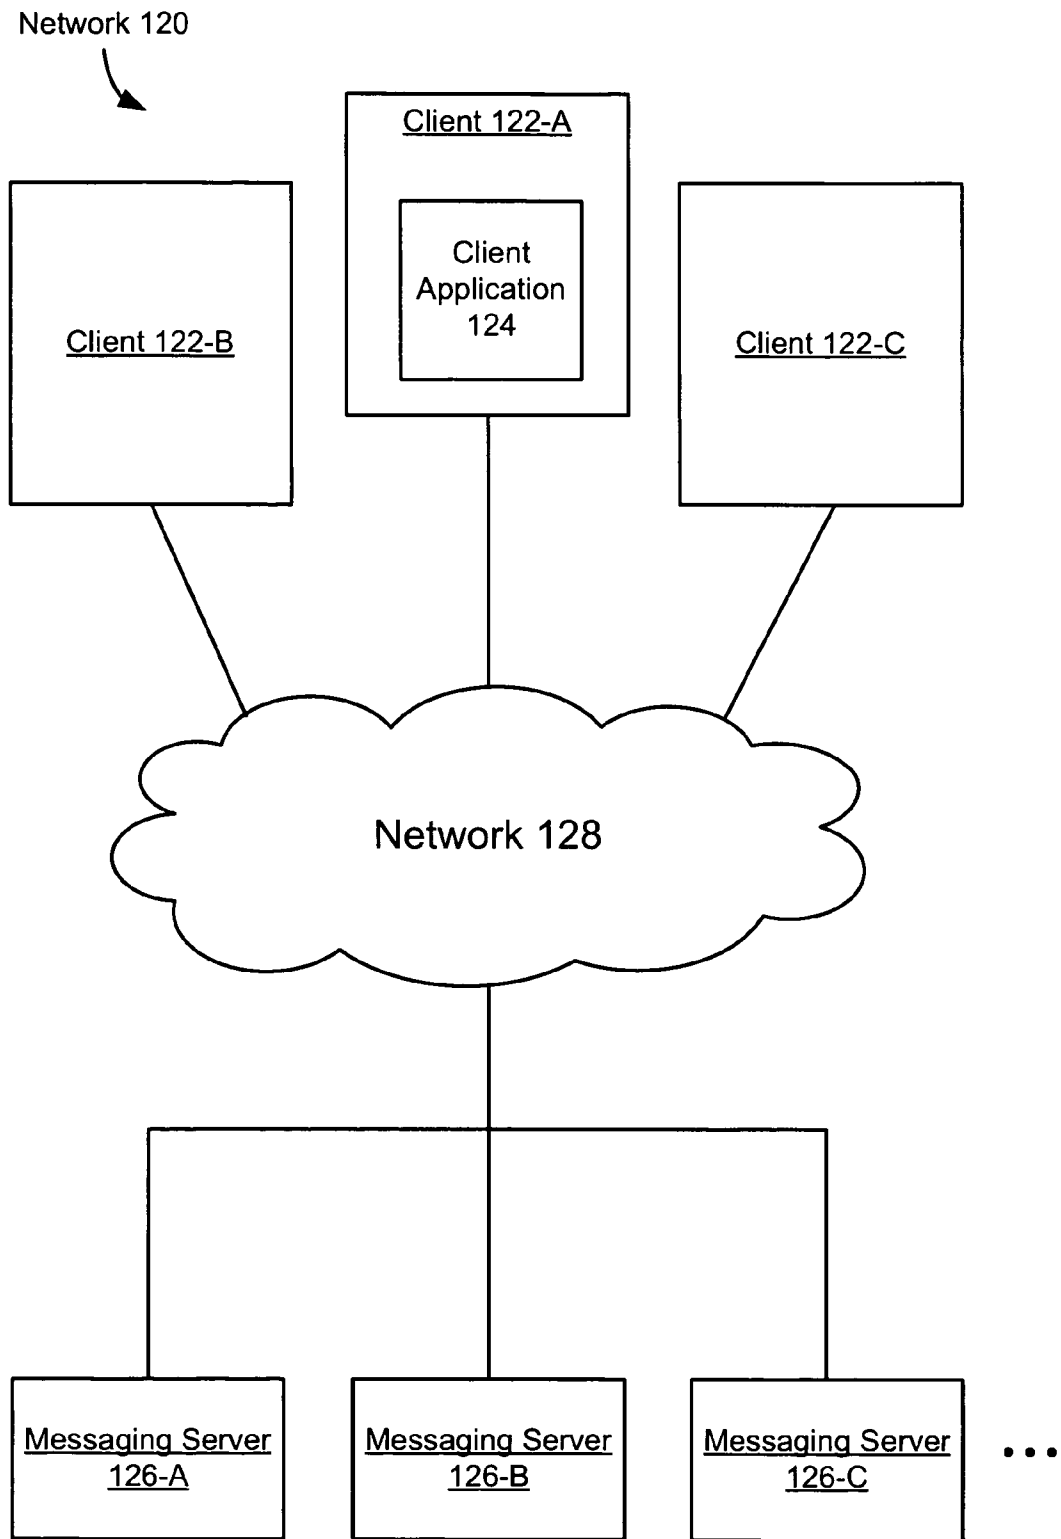 Network 120
Client 122-A
Client
Application
124
Client 122-B
Client 122-C
Network 128
Messaging Server
126-A
Messaging Server
126-B
Messaging Server
126-C
...